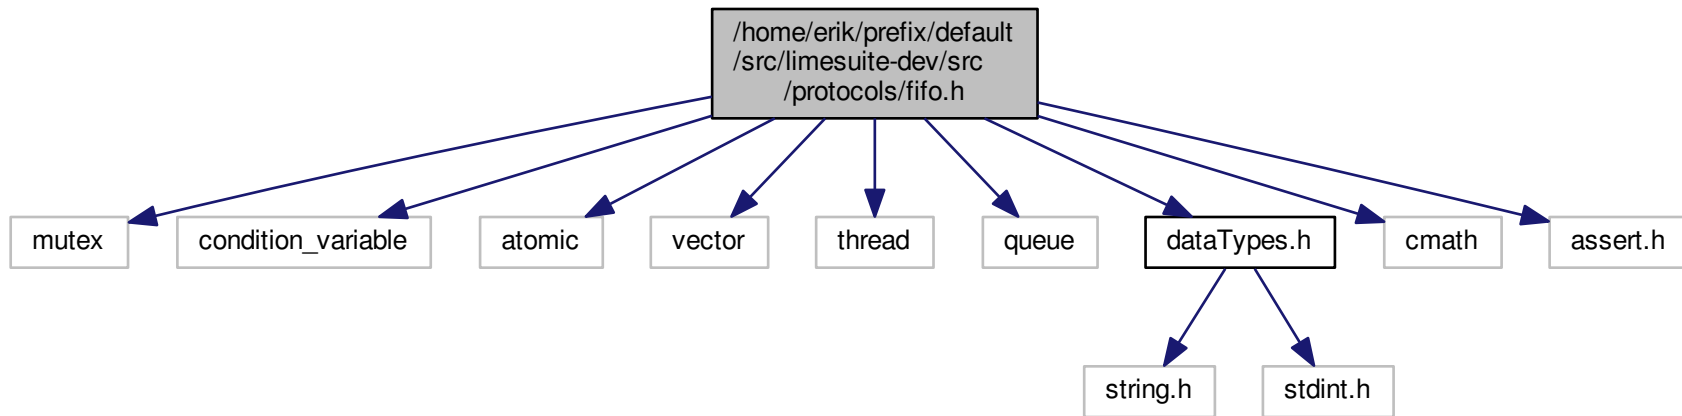 /home/erik/prefix/default
/src/limesuite-dev/src
/protocols/fifo.h
mutex
condition_variable
atomic
vector
thread
queue
dataTypes.h
cmath
assert.h
string.h
stdint.h